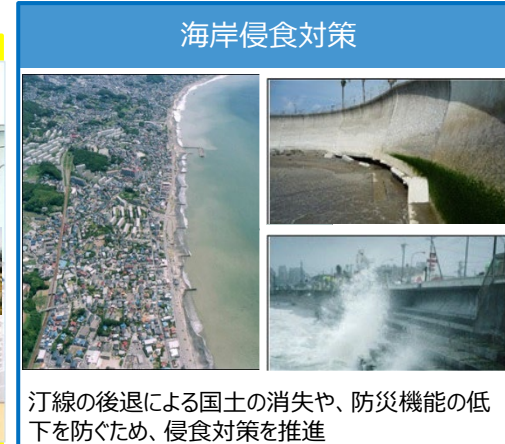 海岸侵食対策
汀線の後退による国土の消失や、防災機能の低
下を防ぐため、侵食対策を推進